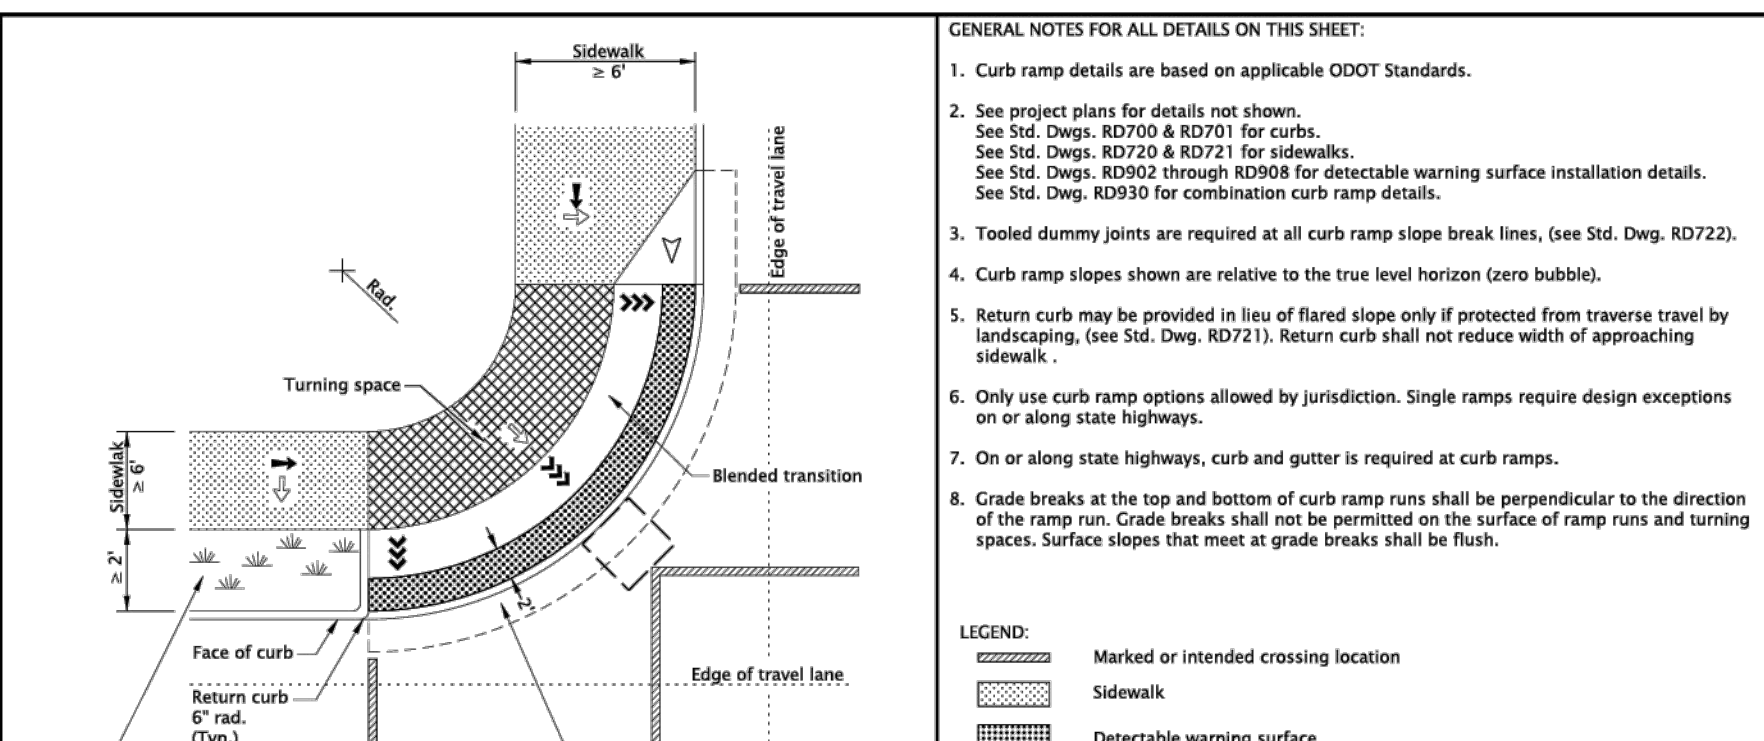 Sidewalk
≥ 6'
Edge of travel lane
Rad.
Turning space
Sidewlak
≥ 6'
Blended transition
≥ 2'
2'
Face of curb
Edge of travel lane
Return curb
6" rad.
(Typ.)
GENERAL NOTES FOR ALL DETAILS ON THIS SHEET:
1. Curb ramp details are based on applicable ODOT Standards.
2. See project plans for details not shown.
See Std. Dwgs. RD700 & RD701 for curbs.
See Std. Dwgs. RD720 & RD721 for sidewalks.
See Std. Dwgs. RD902 through RD908 for detectable warning surface installation details.
See Std. Dwg. RD930 for combination curb ramp details.
3. Tooled dummy joints are required at all curb ramp slope break lines, (see Std. Dwg. RD722).
4. Curb ramp slopes shown are relative to the true level horizon (zero bubble).
5. Return curb may be provided in lieu of flared slope only if protected from traverse travel by
landscaping, (see Std. Dwg. RD721). Return curb shall not reduce width of approaching
sidewalk .
6. Only use curb ramp options allowed by jurisdiction. Single ramps require design exceptions
on or along state highways.
7. On or along state highways, curb and gutter is required at curb ramps.
8. Grade breaks at the top and bottom of curb ramp runs shall be perpendicular to the direction
of the ramp run. Grade breaks shall not be permitted on the surface of ramp runs and turning
spaces. Surface slopes that meet at grade breaks shall be flush.
LEGEND:
Marked or intended crossing location
Sidewalk
Detectable warning surface